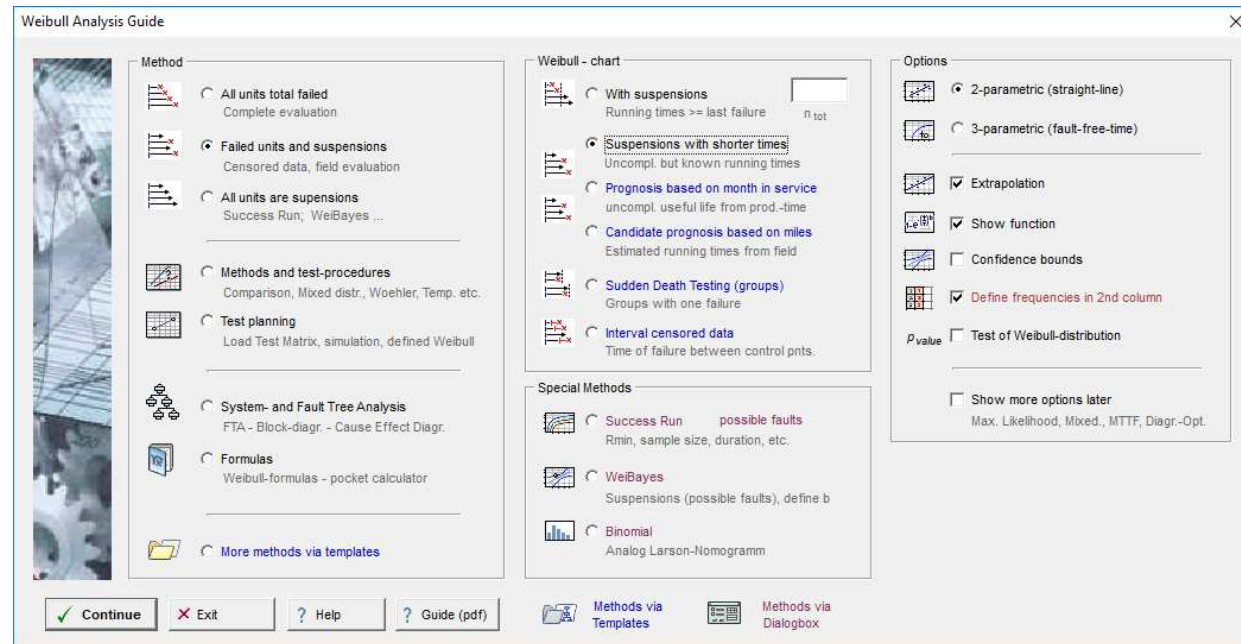 Weibull Analysis Guide
Method
All units total failed
Complete evaluation
Failed units and suspensions
Censored data, field evaluation
All units are supensions
Success Run; WeiBayes ...
Methods and test-procedures
Comparison, Mixed distr., Woehler, Temp. etc.
Test planning
Load Test Matrix, simulation, defined Weibull
System- and Fault Tree Analysis
FTA - Block-diagr. - Cause Effect Diagr.
Formulas
Weibull-formulas - pocket calculator
More methods via templates
Weibull - chart
With suspensions
Running times >= last failure
n tot
Suspensions with shorter times
Uncompl. but known running times
Prognosis based on month in service
uncompl. useful life from prod.-time
Candidate prognosis based on miles
Estimated running times from field
Sudden Death Testing (groups)
Groups with one failure
Interval censored data
Time of failure between control pnts.
Special Methods
Success Run possible faults
Rmin, sample size, duration, etc.
WeiBayes
Suspensions (possible faults), define b
Binomial
Analog Larson-Nomogramm
Options
2-parametric (straight-line)
3-parametric (fault-free-time)
Extrapolation
Show function
Confidence bounds
Define frequencies in 2nd column
p value Test of Weibull-distribution
Show more options later
Max. Likelihood, Mixed., MTTF, Diagr.-Opt.
Continue
Exit
? Help
? Guide (pdf)
Methods via
Templates
Methods via
Dialogbox